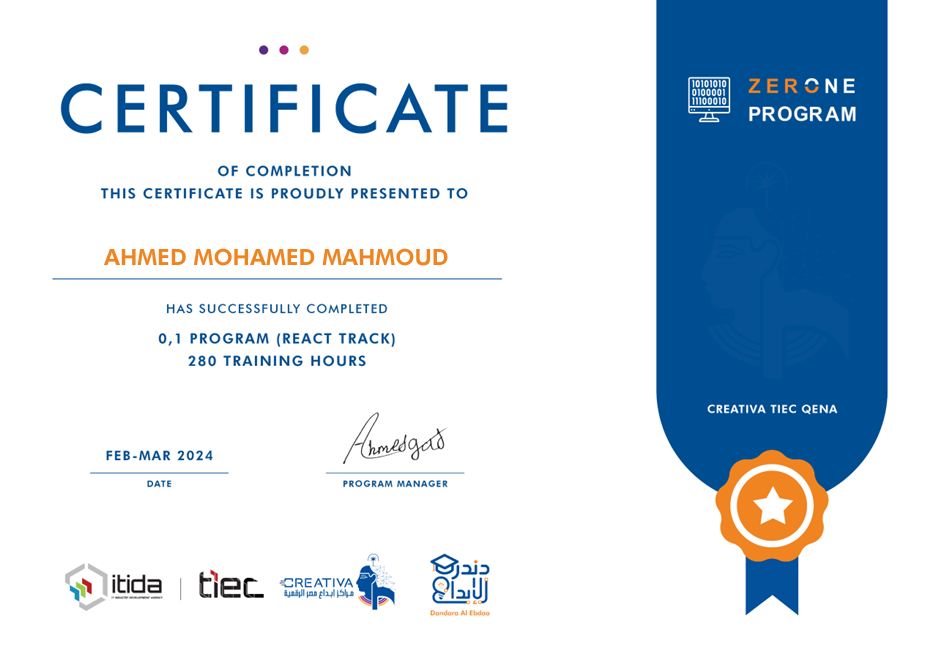 CERTIFICATE
OF COMPLETION
THIS CERTIFICATE IS PROUDLY PRESENTED TO
AHMED MOHAMED MAHMOUD
HAS SUCCESSFULLY COMPLETED
0,1 PROGRAM (REACT TRACK)
280 TRAINING HOURS
FEB-MAR 2024
DATE
Ahmedgad
PROGRAM MANAGER
itida
IT INDUSTRY DEVELOPMENT AGENCY
tiec
CREATIVA
مراكز إبداع مصر الرقمية
دندرة
الإبداع
Dandara Al Ebdaa
10101010
0100001
11100010
ZERONE
PROGRAM
CREATIVA TIEC QENA